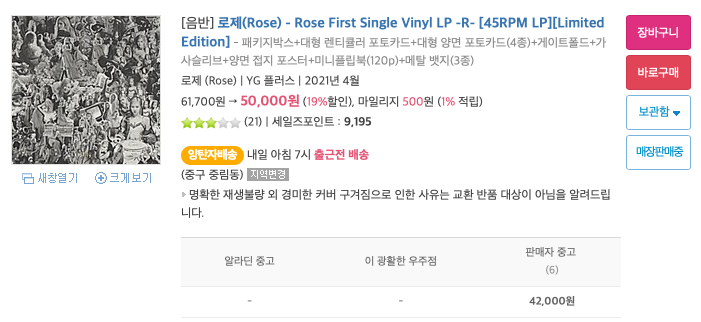 [음반] 로제(Rose) - Rose First Single Vinyl LP -R- [45RPM LP][Limited
Edition] - 패키지박스+대형 렌티큘러 포토카드+대형 양면 포토카드(4종)+게이트폴드+가
사슬리브+양면 접지 포스터+미니플립북(120p)+메탈 뱃지(3종)
로제 (Rose) | YG 플러스 | 2021년 4월
61,700원 → 50,000원 (19%할인), 마일리지 500원 (1% 적립)
(21) | 세일즈포인트 : 9,195
양탄자배송 내일 아침 7시 출근전 배송
(중구 중림동) 지역변경
명확한 재생불량 외 경미한 커버 구겨짐으로 인한 사유는 교환 반품 대상이 아님을 알려드립
니다.
알라딘 중고 이 광활한 우주점 판매자 중고
(6)
- - 42,000원
새창열기 크게보기
장바구니
바로구매
보관함
매장판매중